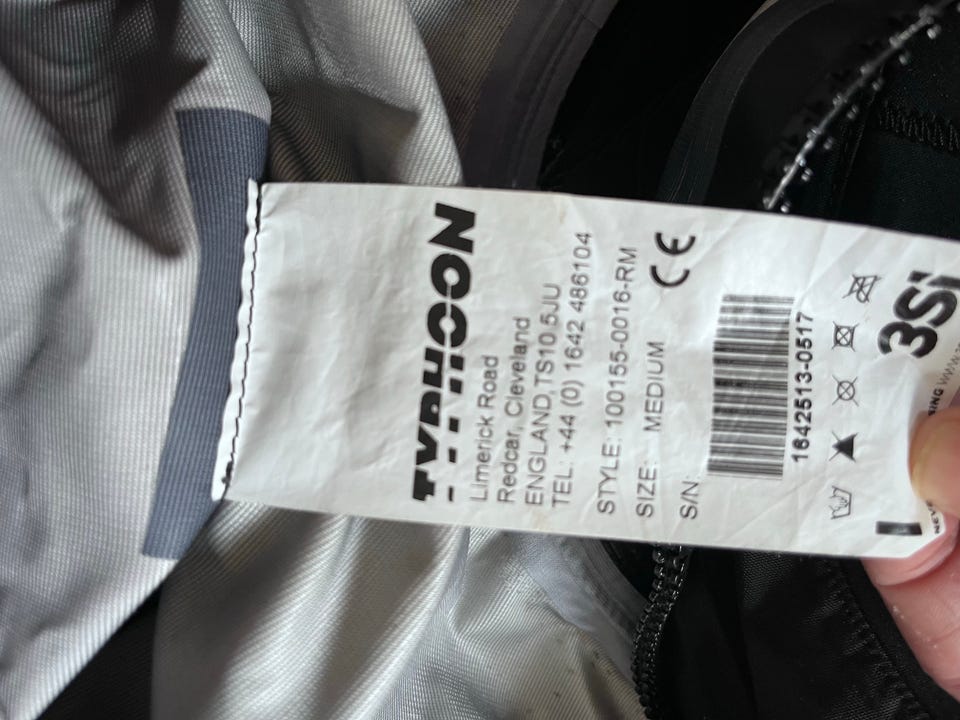 TYPHOON
Limerick Road
Redcar, Cleveland
ENGLAND, TS10 5JU
TEL: +44 (0) 1642 486104
STYLE: 100155-0016-RM
SIZE: MEDIUM
S/N:
CE
1642513-0517
3Si